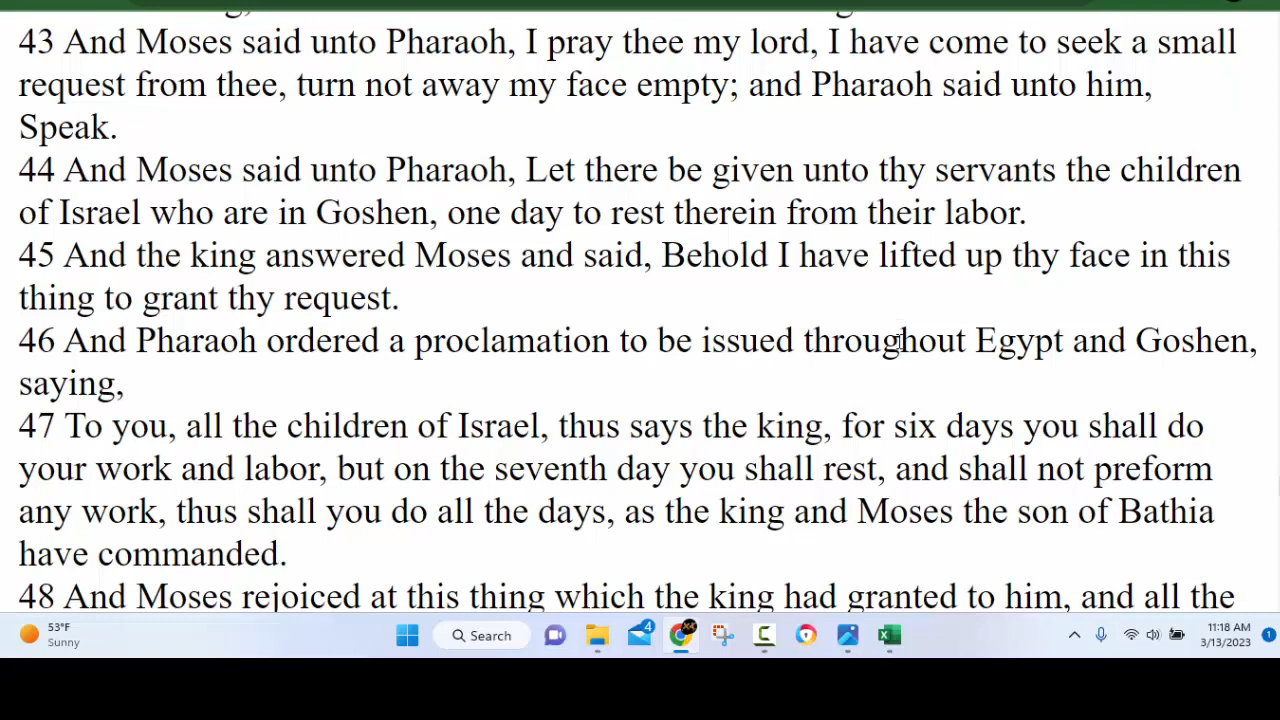 43 And Moses said unto Pharaoh, I pray thee my lord, I have come to seek a small
request from thee, turn not away my face empty; and Pharaoh said unto him,
Speak.
44 And Moses said unto Pharaoh, Let there be given unto thy servants the children
of Israel who are in Goshen, one day to rest therein from their labor.
45 And the king answered Moses and said, Behold I have lifted up thy face in this
thing to grant thy request.
46 And Pharaoh ordered a proclamation to be issued throughout Egypt and Goshen,
saying,
47 To you, all the children of Israel, thus says the king, for six days you shall do
your work and labor, but on the seventh day you shall rest, and shall not preform
any work, thus shall you do all the days, as the king and Moses the son of Bathia
have commanded.
48 And Moses rejoiced at this thing which the king had granted to him, and all the
53°F
Sunny
Search
4
11:18 AM
3/13/2023
1